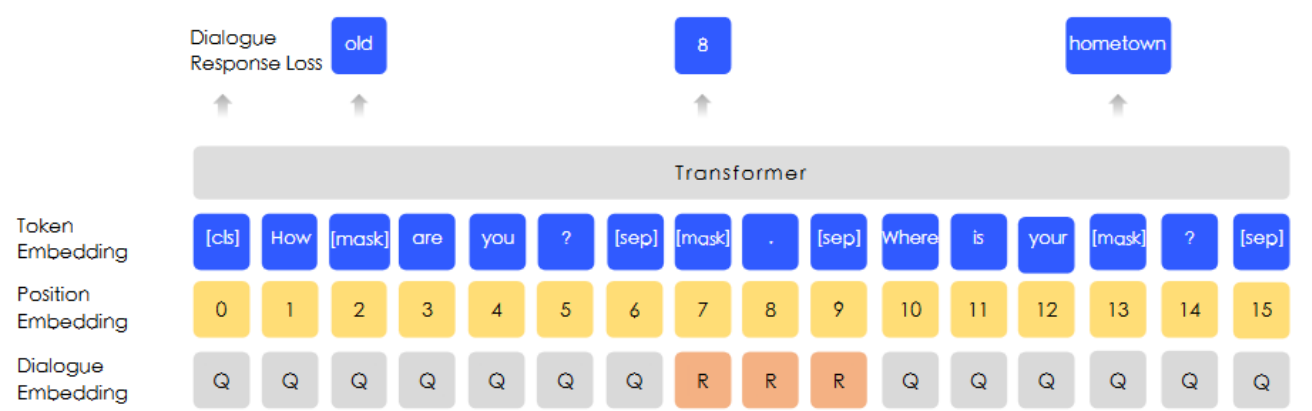 Dialogue old 8 hometown
Response Loss
Transformer
Token
Embedding [cls] How [mask] are you ? [sep] [mask] . [sep] Where is your [mask] ? [sep]
Position
Embedding 0 1 2 3 4 5 6 7 8 9 10 11 12 13 14 15
Dialogue
Embedding Q Q Q Q Q Q Q R R R Q Q Q Q Q Q